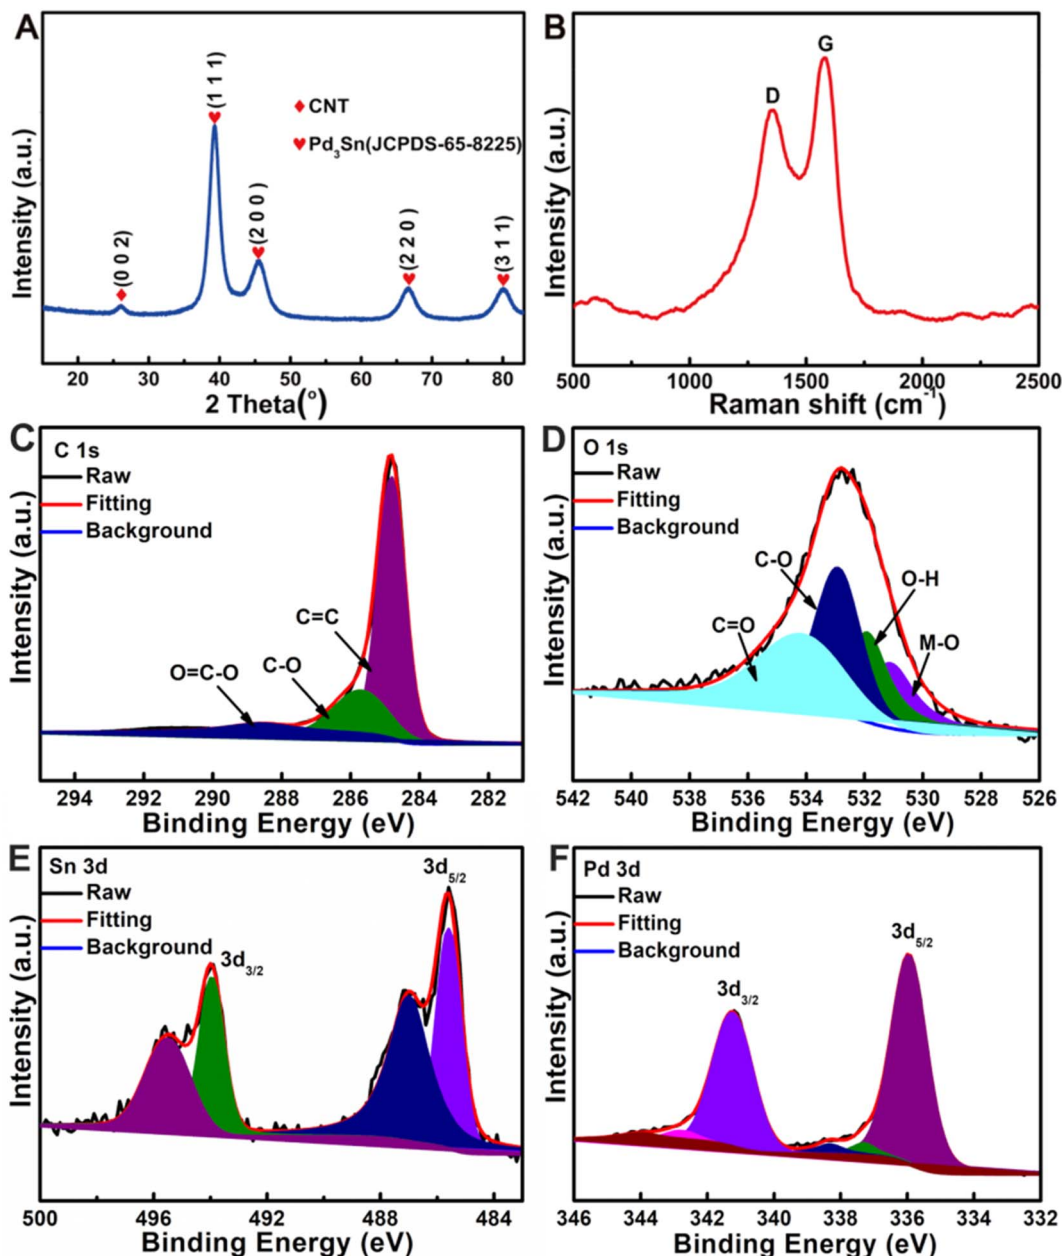 A
Intensity (a.u.)
(0 0 2)
(1 1 1)
(2 0 0)
(2 2 0)
(3 1 1)
♦ CNT
♥ Pd₃Sn(JCPDS-65-8225)
20 30 40 50 60 70 80
2 Theta(°)
B
Intensity (a.u.)
D
G
500 1000 1500 2000 2500
Raman shift (cm⁻¹)
C
C 1s
Raw
Fitting
Background
Intensity (a.u.)
C=C
C-O
O=C-O
294 292 290 288 286 284 282
Binding Energy (eV)
D
O 1s
Raw
Fitting
Background
Intensity (a.u.)
C-O
O-H
C=O
M-O
542 540 538 536 534 532 530 528 526
Binding Energy (eV)
E
Sn 3d
Raw
Fitting
Background
Intensity (a.u.)
3d₅/₂
3d₃/₂
500 496 492 488 484
Binding Energy (eV)
F
Pd 3d
Raw
Fitting
Background
Intensity (a.u.)
3d₅/₂
3d₃/₂
346 344 342 340 338 336 334 332
Binding Energy (eV)